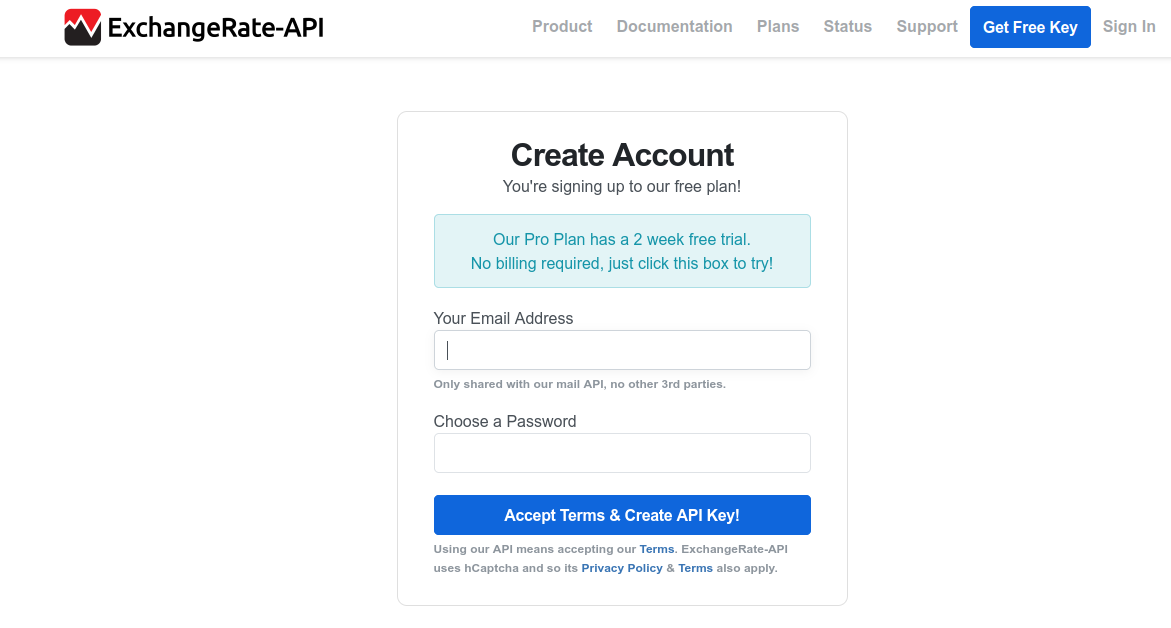 ExchangeRate-API
Product Documentation Plans Status Support Get Free Key Sign In
Create Account
You're signing up to our free plan!
Our Pro Plan has a 2 week free trial.
No billing required, just click this box to try!
Your Email Address
Only shared with our mail API, no other 3rd parties.
Choose a Password
Accept Terms & Create API Key!
Using our API means accepting our Terms. ExchangeRate-API
uses hCaptcha and so its Privacy Policy & Terms also apply.